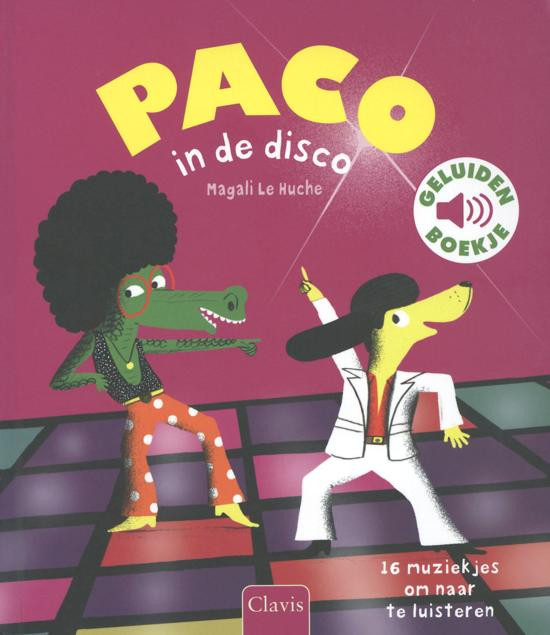 PACO
in de disco
Magali Le Huche
GELUIDEN
BOEKJE
16 muziekjes
om naar
te luisteren
Clavis